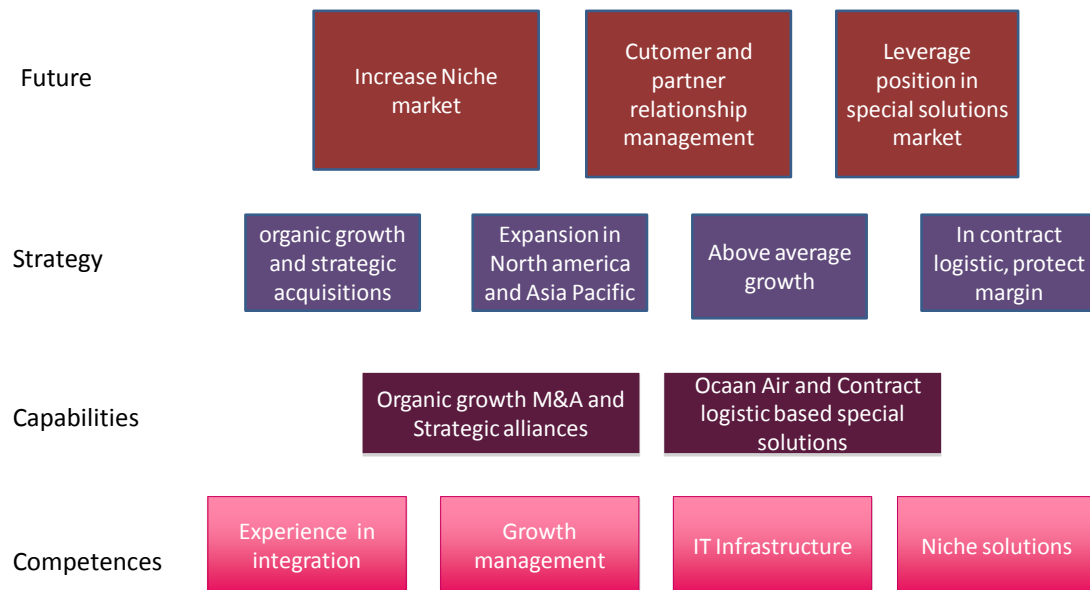 Future
Increase Niche
market
Cutomer and
partner
relationship
management
Leverage
position in
special solutions
market
Strategy
organic growth
and strategic
acquisitions
Expansion in
North america
and Asia Pacific
Above average
growth
In contract
logistic, protect
margin
Capabilities
Organic growth M&A and
Strategic alliances
Ocaan Air and Contract
logistic based special
solutions
Competences
Experience in
integration
Growth
management
IT Infrastructure
Niche solutions